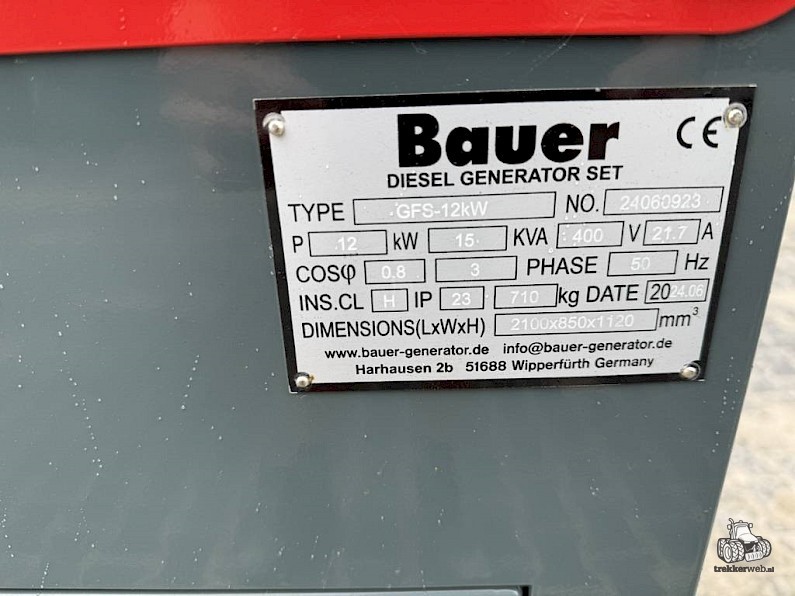 Bauer CE
DIESEL GENERATOR SET
TYPE GFS-12kW NO. 24060923
P 12 kW 15 KVA 400 V 21.7 A
COSφ 0.8 3 PHASE 50 Hz
INS.CL H IP 23 710 kg DATE 2024.06
DIMENSIONS(LxWxH) 2100x850x1120 mm³
www.bauer-generator.de info@bauer-generator.de
Harhausen 2b 51688 Wipperfürth Germany
trekkerweb.nl